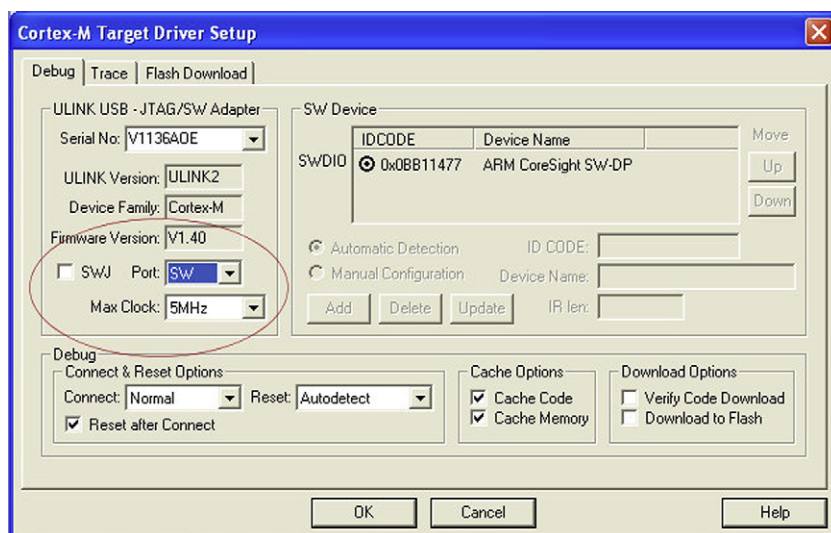 Cortex-M Target Driver Setup
Debug Trace Flash Download
ULINK USB - JTAG/SW Adapter
Serial No: V1136AOE
ULINK Version: ULINK2
Device Family: Cortex-M
Firmware Version: V1.40
SWJ Port: SW
Max Clock: 5MHz
SW Device
IDCODE Device Name Move
SWDIO 0x0BB11477 ARM CoreSight SW-DP Up
Down
Automatic Detection ID CODE:
Manual Configuration Device Name:
Add Delete Update IR len:
Debug
Connect & Reset Options
Connect: Normal Reset: Autodetect
Reset after Connect
Cache Options
Cache Code
Cache Memory
Download Options
Verify Code Download
Download to Flash
OK Cancel Help